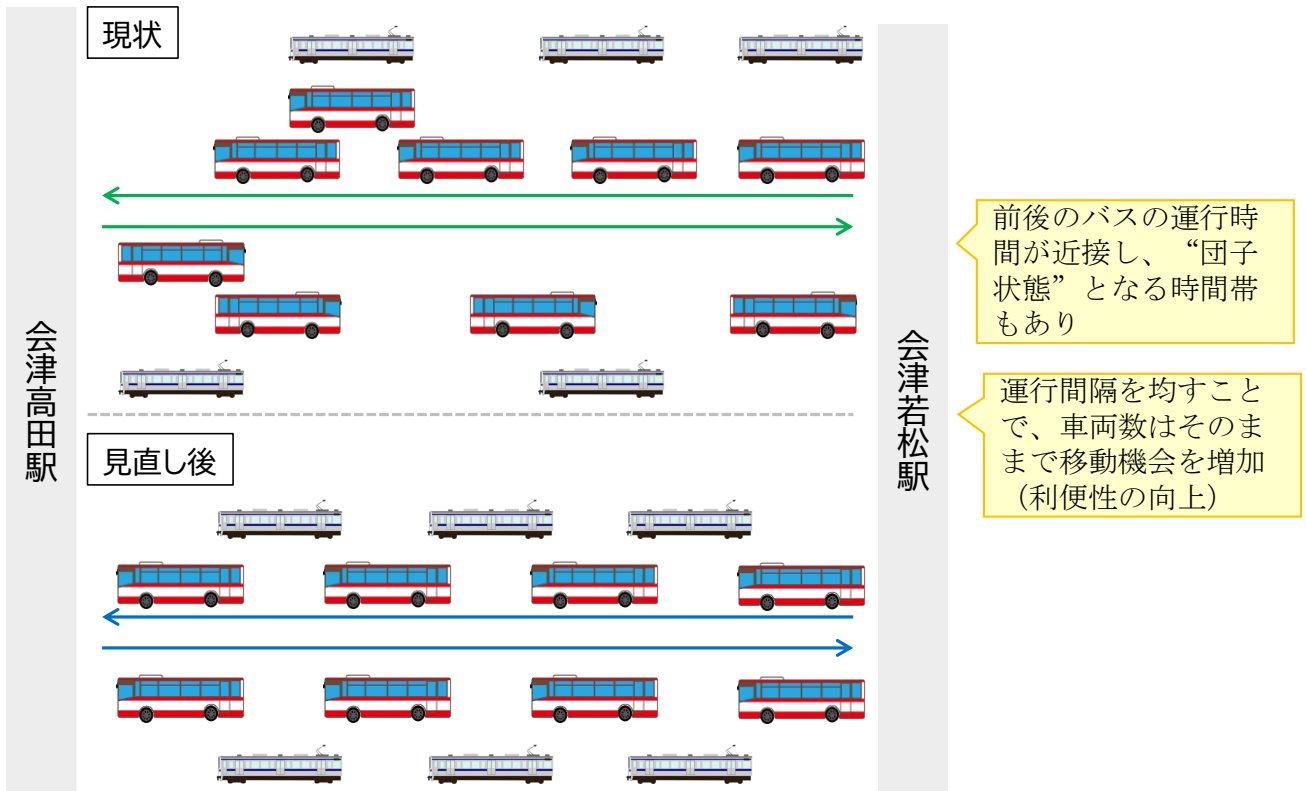 現状
会津高田駅
会津若松駅
前後のバスの運行時
間が近接し、“団子
状態”となる時間帯
もあり
運行間隔を均すこと
で、車両数はそのま
まで移動機会を増加
（利便性の向上）
見直し後